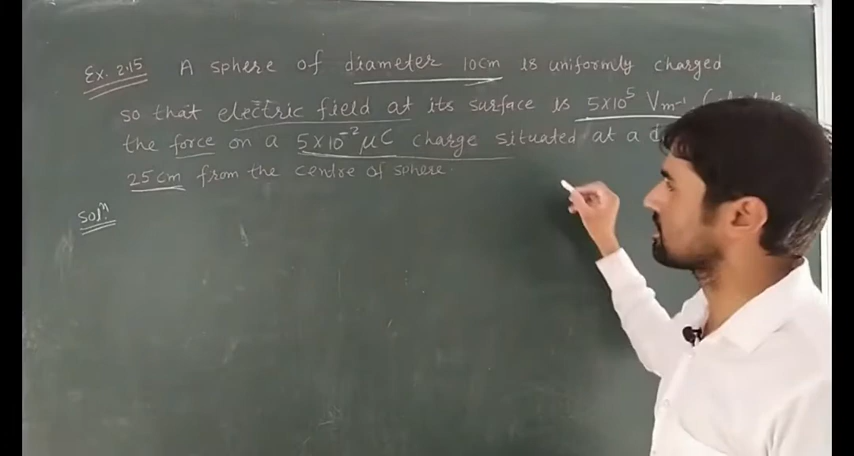 Ex. 2.15 A sphere of diameter 10cm is uniformly charged
so that electric field at its surface is 5×10⁵ Vm⁻¹.
the force on a 5×10⁻² μC charge situated at a
25cm from the centre of sphere.
Solⁿ